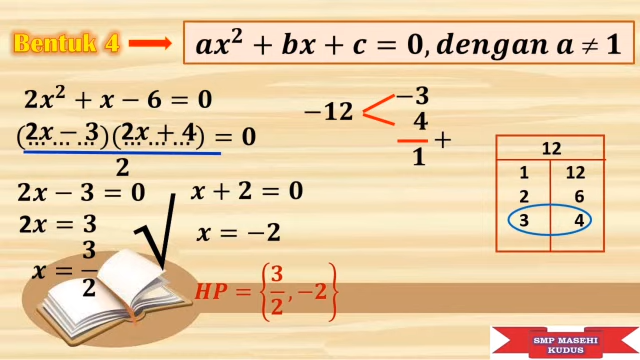 Bentuk 4
ax² + bx + c = 0, dengan a ≠ 1
2x² + x − 6 = 0
(2x − 3)(2x + 4) = 0
2
2x − 3 = 0
2x = 3
x = 3/2
x + 2 = 0
x = −2
HP = {3/2, −2}
−12
−3
4
+
1
12
1 12
2 6
3 4
SMP MASEHI
KUDUS